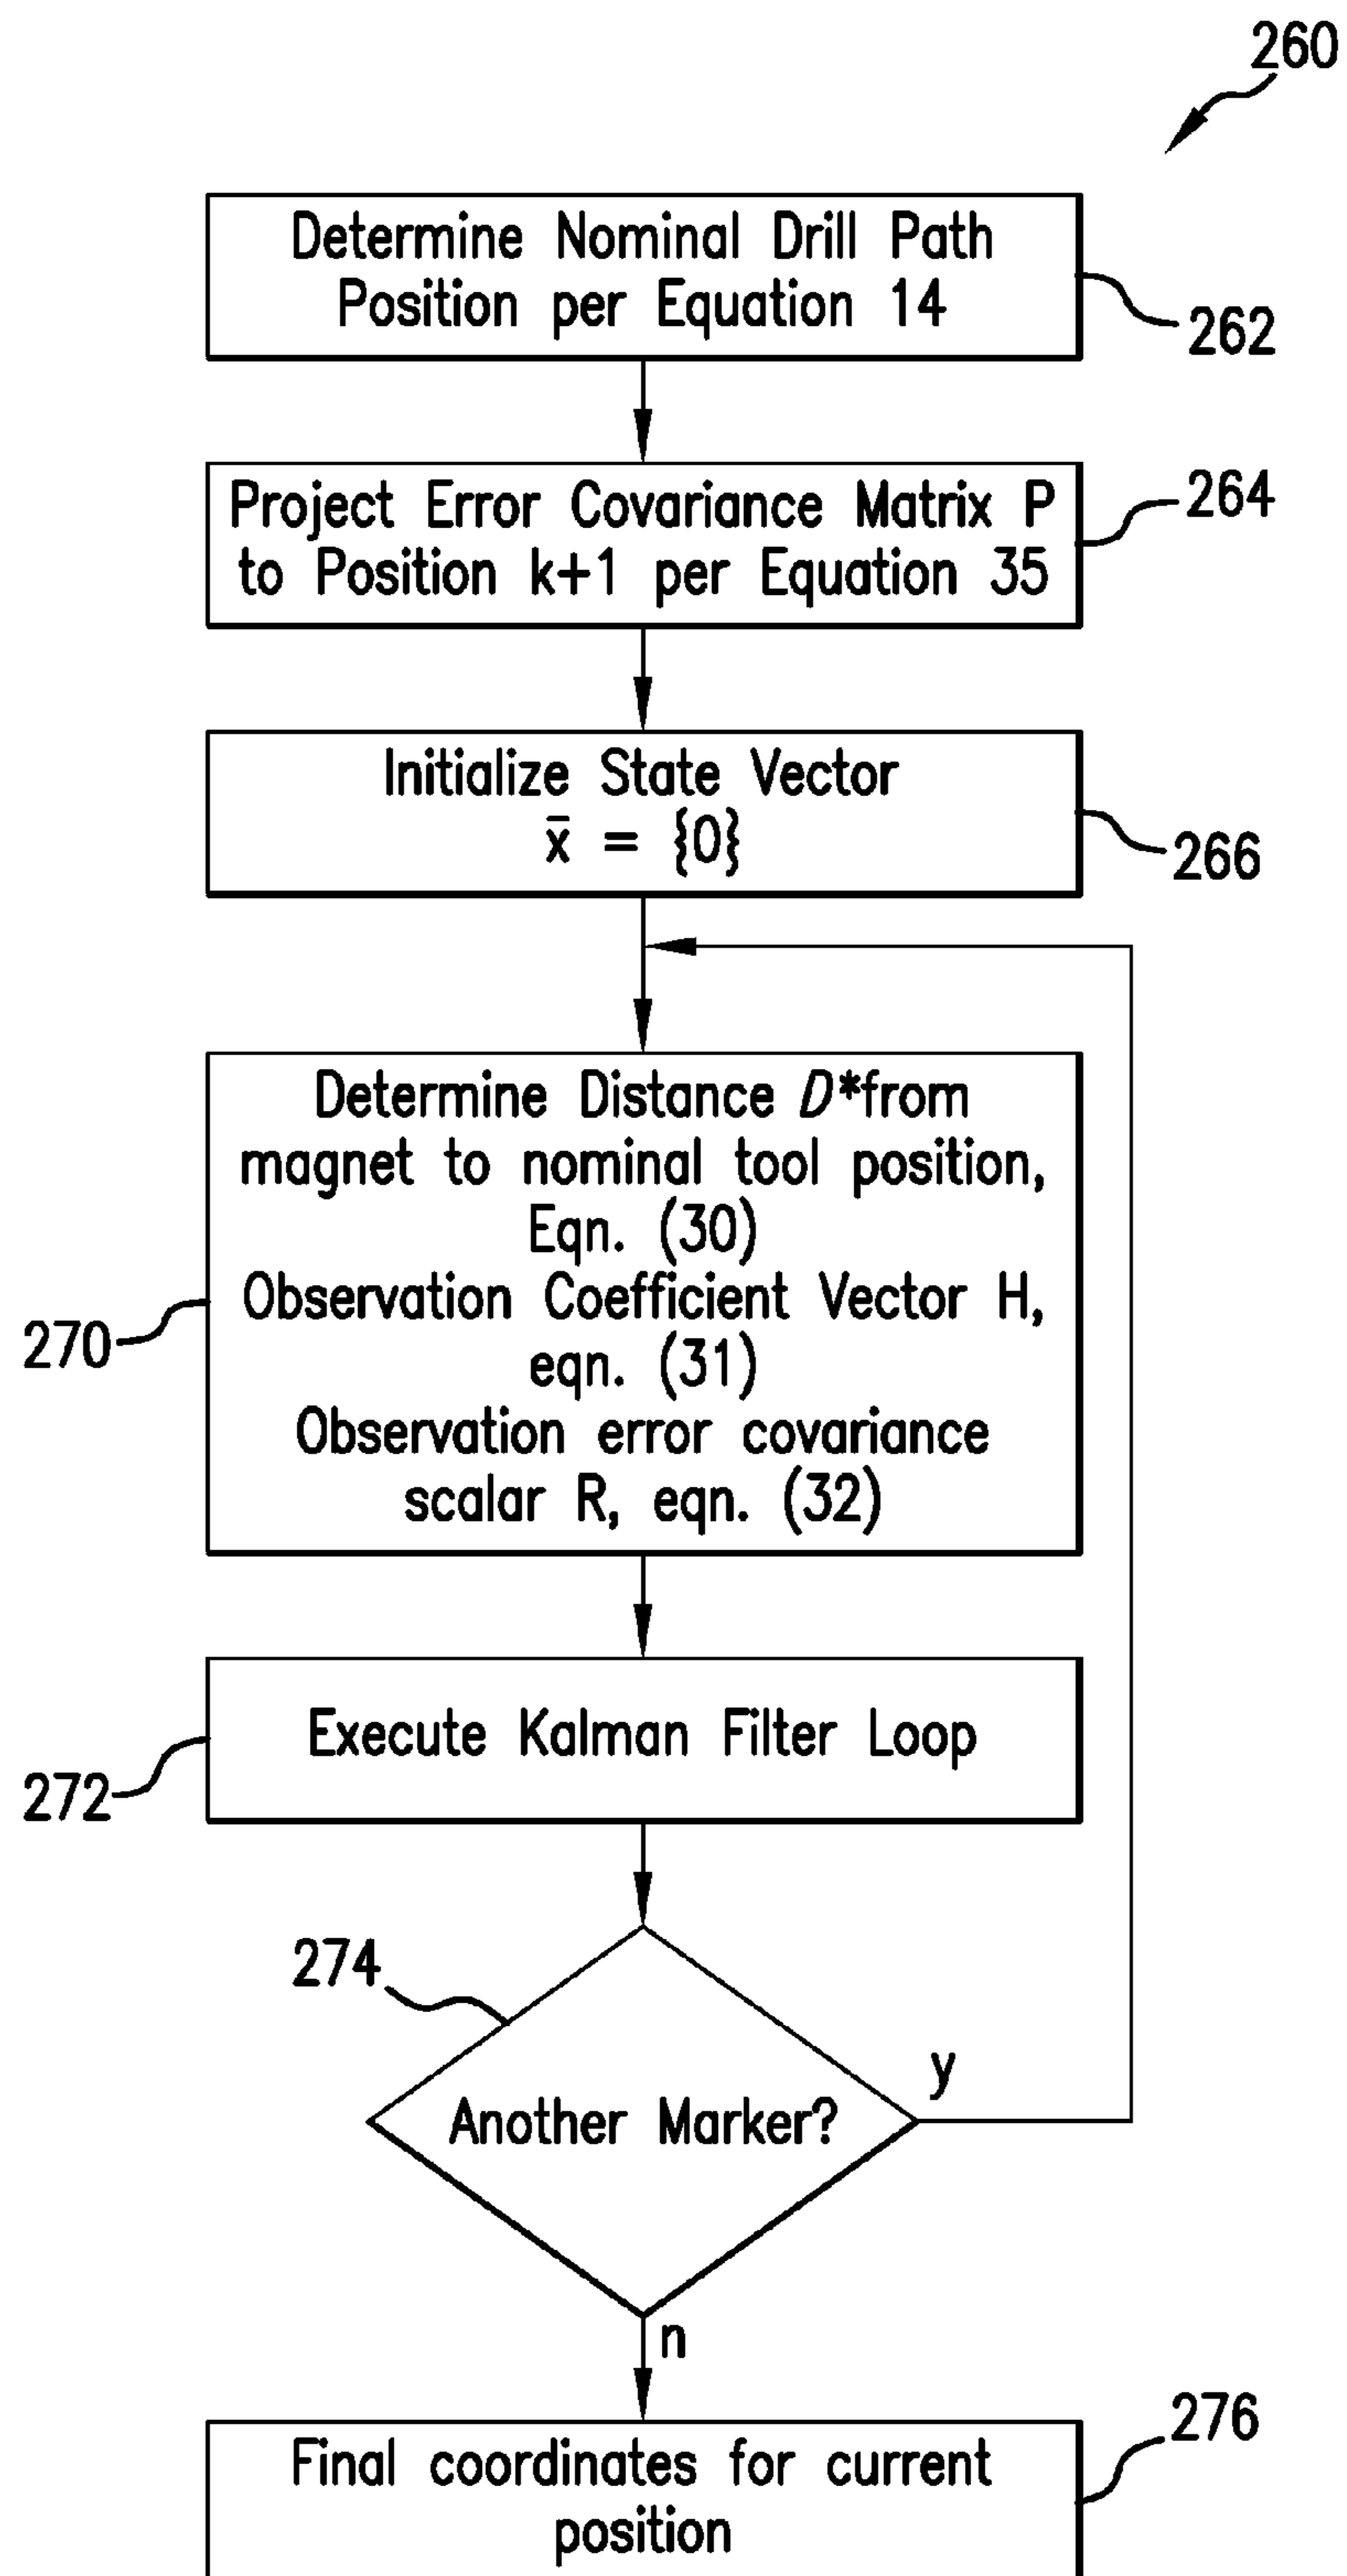 260
Determine Nominal Drill Path
Position per Equation 14
262
Project Error Covariance Matrix P
to Position k+1 per Equation 35
264
Initialize State Vector
x̄ = {0}
266
Determine Distance D*from
magnet to nominal tool position,
Eqn. (30)
Observation Coefficient Vector H,
eqn. (31)
Observation error covariance
scalar R, eqn. (32)
270
Execute Kalman Filter Loop
272
274
Another Marker?
y
n
Final coordinates for current
position
276